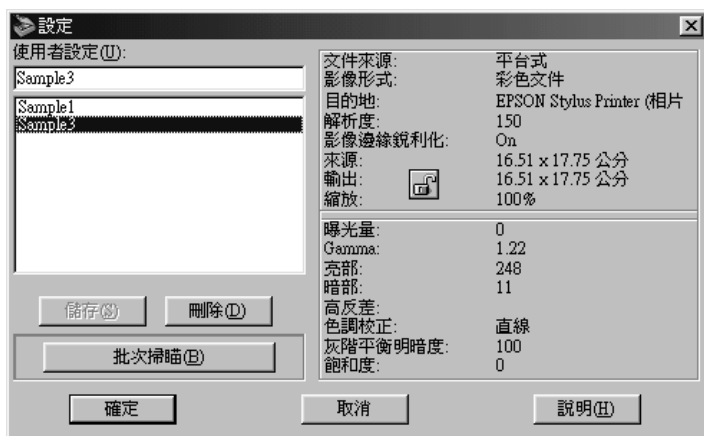 設定
使用者設定(U):
Sample3
Sample1
Sample3
儲存(S)
刪除(D)
批次掃瞄(B)
文件來源: 平台式
影像形式: 彩色文件
目的地: EPSON Stylus Printer (相片
解析度: 150
影像邊緣銳利化: On
來源: 16.51 x 17.75 公分
輸出: 16.51 x 17.75 公分
縮放: 100%
曝光量: 0
Gamma: 1.22
亮部: 248
暗部: 11
高反差:
色調校正: 直線
灰階平衡明暗度: 100
飽和度: 0
確定
取消
說明(H)